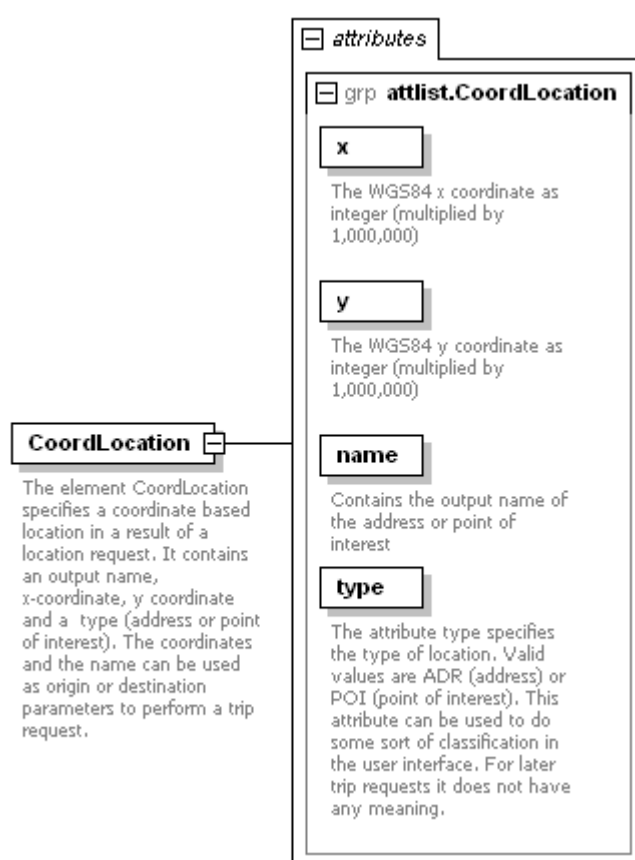 attributes
grp attlist.CoordLocation
x
The WGS84 x coordinate as
integer (multiplied by
1,000,000)
y
The WGS84 y coordinate as
integer (multiplied by
1,000,000)
name
Contains the output name of
the address or point of
interest
type
The attribute type specifies
the type of location. Valid
values are ADR (address) or
POI (point of interest). This
attribute can be used to do
some sort of classification in
the user interface. For later
trip requests it does not have
any meaning.
CoordLocation
The element CoordLocation
specifies a coordinate based
location in a result of a
location request. It contains
an output name,
x-coordinate, y coordinate
and a type (address or point
of interest). The coordinates
and the name can be used
as origin or destination
parameters to perform a trip
request.